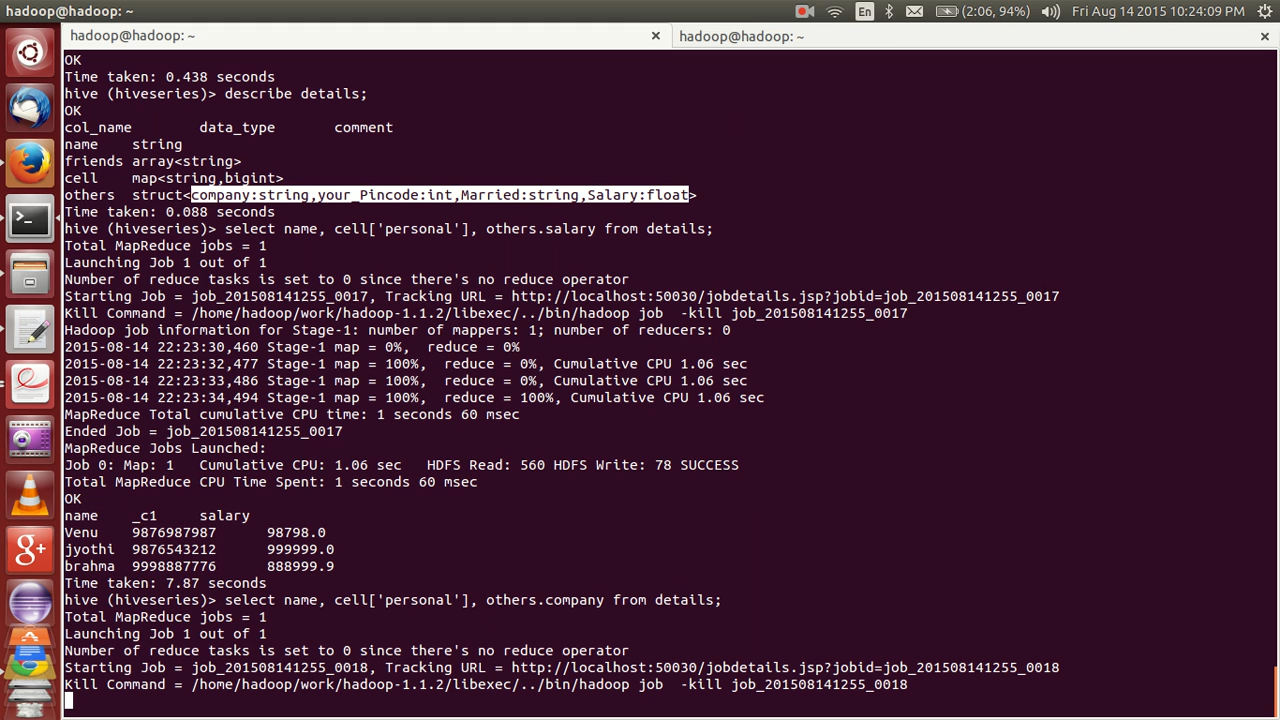 hadoop@hadoop: ~
En
(2:06, 94%)
Fri Aug 14 2015 10:24:09 PM
hadoop@hadoop: ~
hadoop@hadoop: ~
OK
Time taken: 0.438 seconds
hive (hiveseries)> describe details;
OK
col_name data_type comment
name string
friends array<string>
cell map<string,bigint>
others struct<company:string,your_Pincode:int,Married:string,Salary:float>
Time taken: 0.088 seconds
hive (hiveseries)> select name, cell['personal'], others.salary from details;
Total MapReduce jobs = 1
Launching Job 1 out of 1
Number of reduce tasks is set to 0 since there's no reduce operator
Starting Job = job_201508141255_0017, Tracking URL = http://localhost:50030/jobdetails.jsp?jobid=job_201508141255_0017
Kill Command = /home/hadoop/work/hadoop-1.1.2/libexec/../bin/hadoop job  -kill job_201508141255_0017
Hadoop job information for Stage-1: number of mappers: 1; number of reducers: 0
2015-08-14 22:23:30,460 Stage-1 map = 0%,  reduce = 0%
2015-08-14 22:23:32,477 Stage-1 map = 100%,  reduce = 0%, Cumulative CPU 1.06 sec
2015-08-14 22:23:33,486 Stage-1 map = 100%,  reduce = 0%, Cumulative CPU 1.06 sec
2015-08-14 22:23:34,494 Stage-1 map = 100%,  reduce = 100%, Cumulative CPU 1.06 sec
MapReduce Total cumulative CPU time: 1 seconds 60 msec
Ended Job = job_201508141255_0017
MapReduce Jobs Launched:
Job 0: Map: 1   Cumulative CPU: 1.06 sec   HDFS Read: 560 HDFS Write: 78 SUCCESS
Total MapReduce CPU Time Spent: 1 seconds 60 msec
OK
name _c1 salary
Venu 9876987987 98798.0
jyothi 9876543212 999999.0
brahma 9998887776 888999.9
Time taken: 7.87 seconds
hive (hiveseries)> select name, cell['personal'], others.company from details;
Total MapReduce jobs = 1
Launching Job 1 out of 1
Number of reduce tasks is set to 0 since there's no reduce operator
Starting Job = job_201508141255_0018, Tracking URL = http://localhost:50030/jobdetails.jsp?jobid=job_201508141255_0018
Kill Command = /home/hadoop/work/hadoop-1.1.2/libexec/../bin/hadoop job  -kill job_201508141255_0018